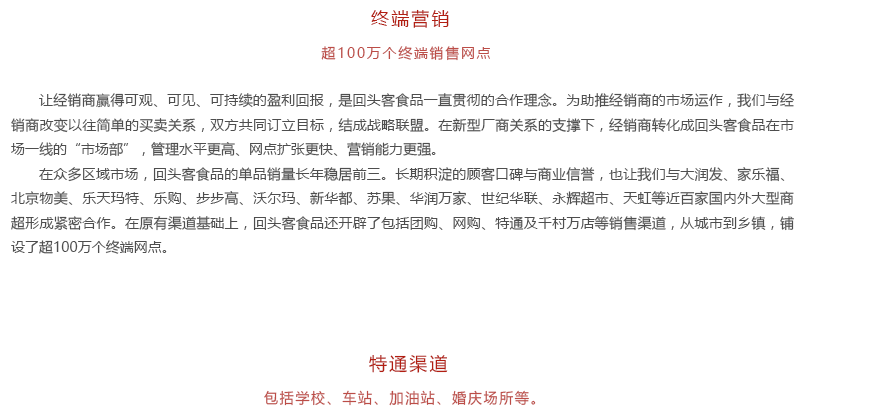 终端营销
超100万个终端销售网点
让经销商赢得可观、可见、可持续的盈利回报，是回头客食品一直贯彻的合作理念。为助推经销商的市场运作，我们与经
销商改变以往简单的买卖关系，双方共同订立目标，结成战略联盟。在新型厂商关系的支撑下，经销商转化成回头客食品在市
场一线的“市场部”，管理水平更高、网点扩张更快、营销能力更强。
在众多区域市场，回头客食品的单品销量长年稳居前三。长期积淀的顾客口碑与商业信誉，也让我们与大润发、家乐福、
北京物美、乐天玛特、乐购、步步高、沃尔玛、新华都、苏果、华润万家、世纪华联、永辉超市、天虹等近百家国内外大型商
超形成紧密合作。在原有渠道基础上，回头客食品还开辟了包括团购、网购、特通及千村万店等销售渠道，从城市到乡镇，铺
设了超100万个终端网点。
特通渠道
包括学校、车站、加油站、婚庆场所等。